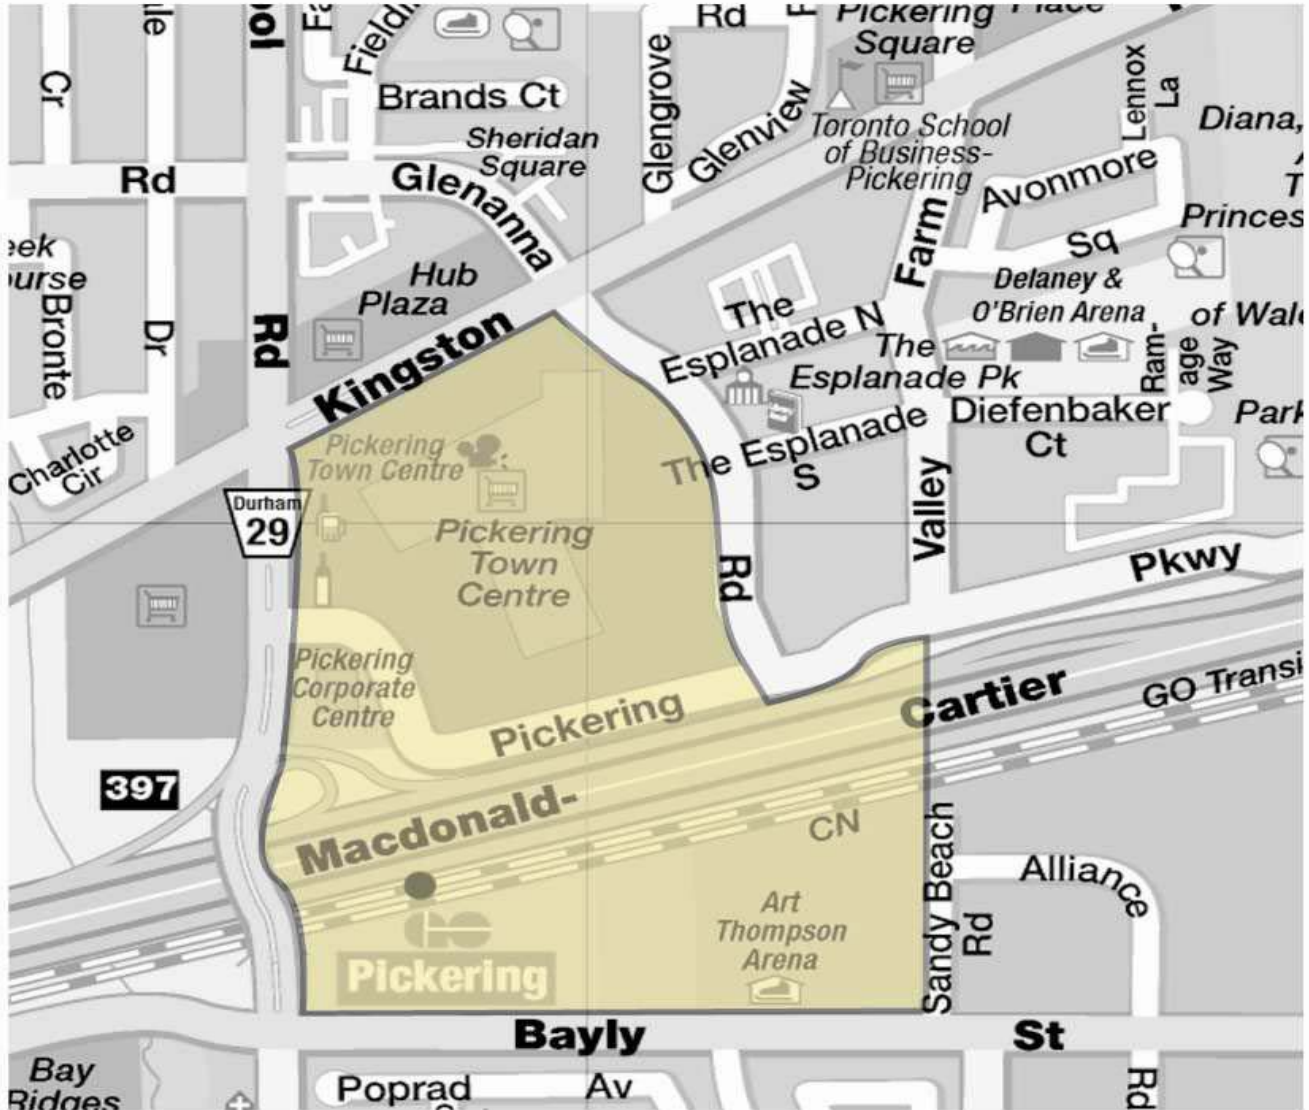 Rd
Pickering
Square
Place
Cr
Brands Ct
Glengrove
Glenview
Lennox
La
Sheridan
Square
Toronto School
of Business-
Pickering
Diana,
Rd
Glenanna
Avonmore
Princes
Sq
Farm
Hub
Plaza
Delaney &
O'Brien Arena
of Wale
Bronte
Dr
Rd
Kingston
The
Esplanade N
The
Esplanade Pk
Ram-
age
Way
Charlotte
Cir
Pickering
Town Centre
The Esplanade
S
Diefenbaker
Ct
Park
Durham
29
Pickering
Town
Centre
Rd
Valley
Pkwy
Pickering
Corporate
Centre
Pickering
Cartier
GO Transi
397
Macdonald-
CN
Sandy Beach
Rd
Alliance
GO
Pickering
Art
Thompson
Arena
Bayly
St
Bay
Ridges
Poprad
Av
Rd